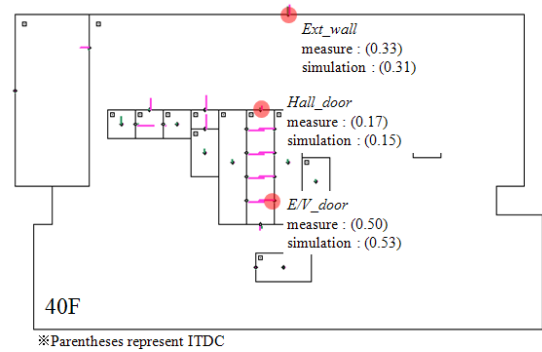 Ext_wall
measure : (0.33)
simulation : (0.31)
Hall_door
measure : (0.17)
simulation : (0.15)
E/V_door
measure : (0.50)
simulation : (0.53)
40F
※Parentheses represent ITDC